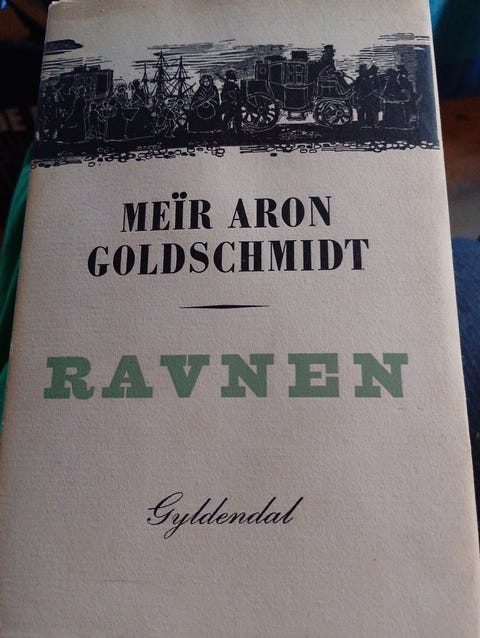 MEÏR ARON
GOLDSCHMIDT
RAVNEN
Gyldendal